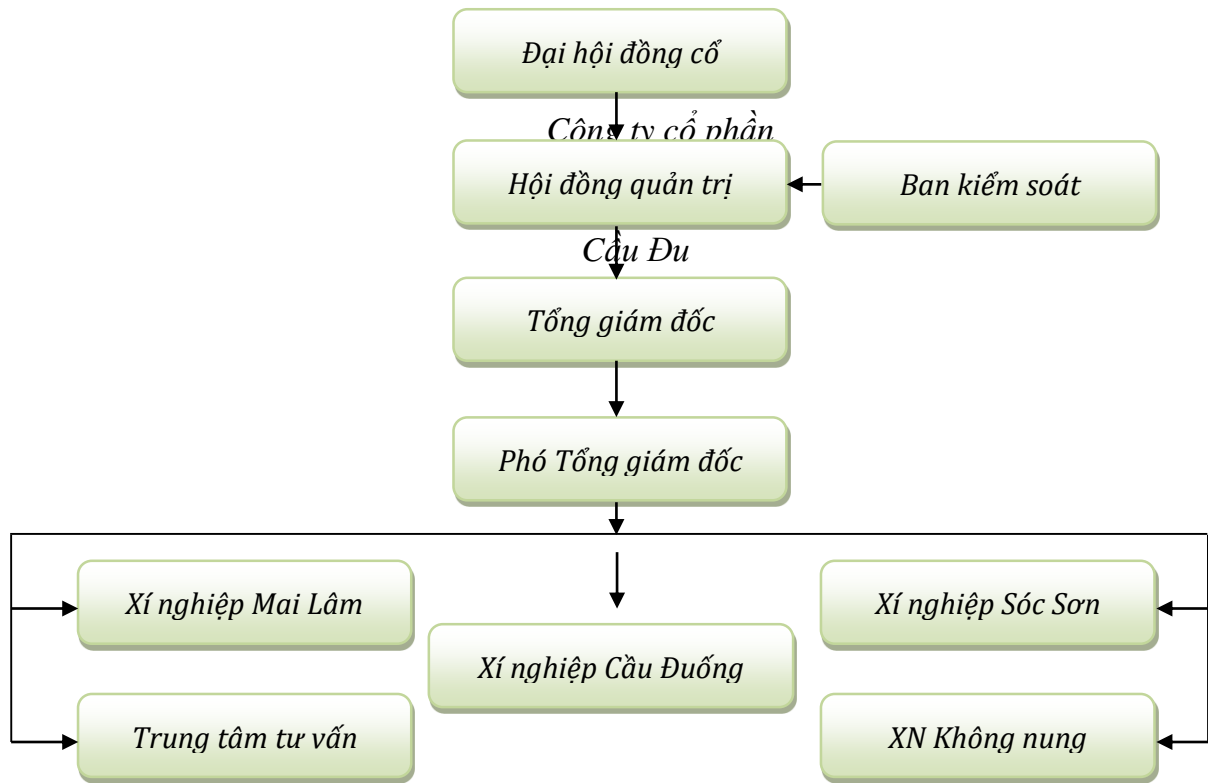 Đại hội đồng cổ
Công ty cổ phần
Hội đồng quản trị
Ban kiểm soát
Cầu Đu
Tổng giám đốc
Phó Tổng giám đốc
Xí nghiệp Mai Lâm
Xí nghiệp Sóc Sơn
Xí nghiệp Cầu Đuống
Trung tâm tư vấn
XN Không nung